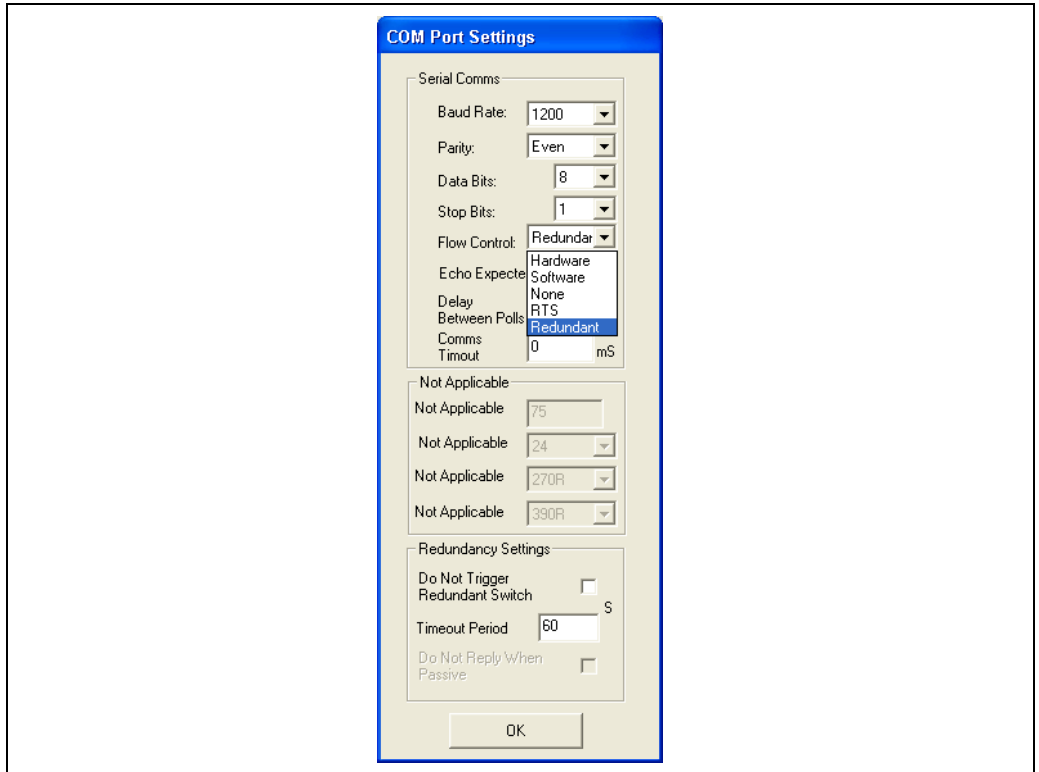 COM Port Settings
Serial Comms
Baud Rate: 1200
Parity: Even
Data Bits: 8
Stop Bits: 1
Flow Control: Redundar
Hardware
Echo Expecte Software
None
Delay
Between Polls RTS
Redundant
Comms
Timout 0 mS
Not Applicable
Not Applicable 75
Not Applicable 24
Not Applicable 270R
Not Applicable 390R
Redundancy Settings
Do Not Trigger
Redundant Switch
S
Timeout Period 60
Do Not Reply When
Passive
OK